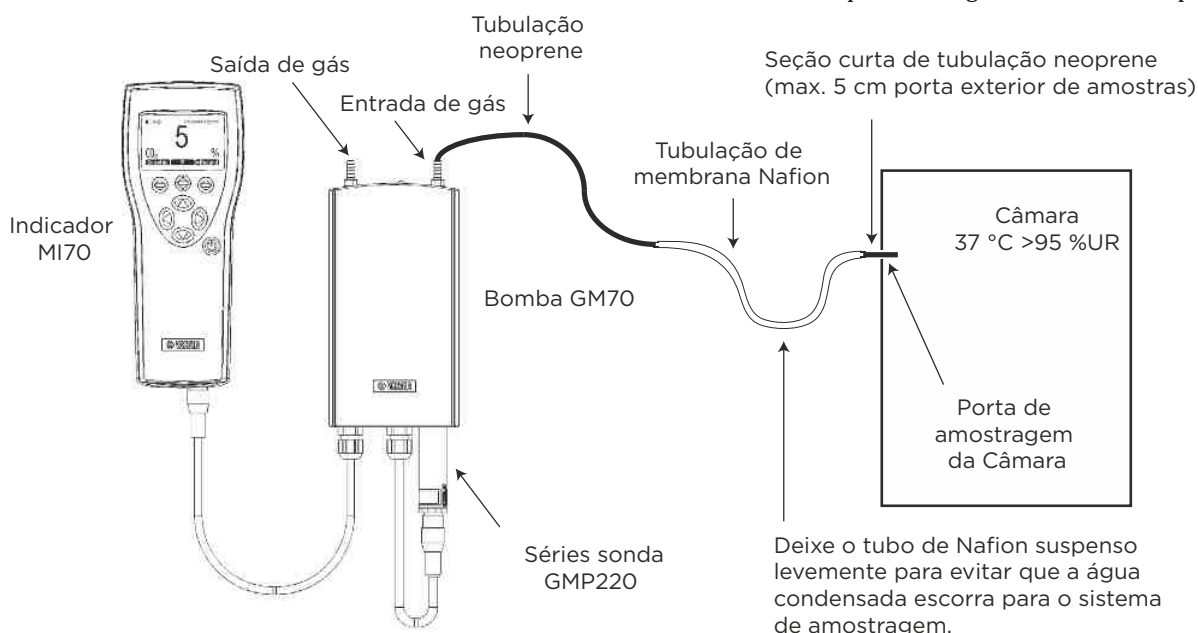 Tubulação
neoprene
Saída de gás
Entrada de gás
Seção curta de tubulação neoprene
(max. 5 cm porta exterior de amostras)
Tubulação de
membrana Nafion
5
CO₂
%
Indicador
MI70
Bomba GM70
Câmara
37 °C >95 %UR
VAISALA
VAISALA
Porta de
amostragem
da Câmara
Séries sonda
GMP220
Deixe o tubo de Nafion suspenso
levemente para evitar que a água
condensada escorra para o sistema
de amostragem.